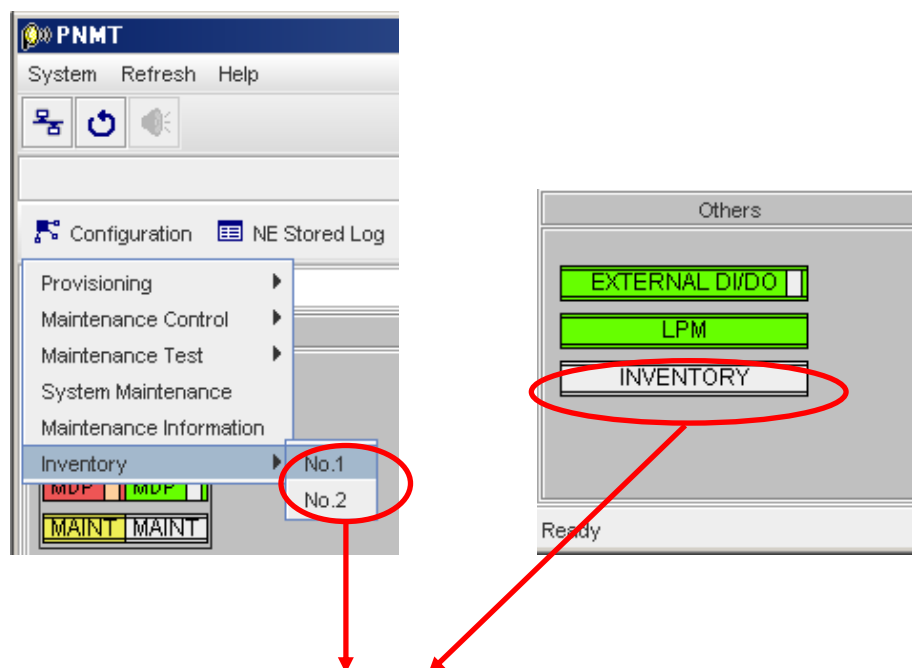 PNMT
System Refresh Help
Configuration NE Stored Log
Provisioning
Maintenance Control
Maintenance Test
System Maintenance
Maintenance Information
Inventory No.1
No.2
MDP MDP
MAINT MAINT
Others
EXTERNAL DI/DO
LPM
INVENTORY
Ready